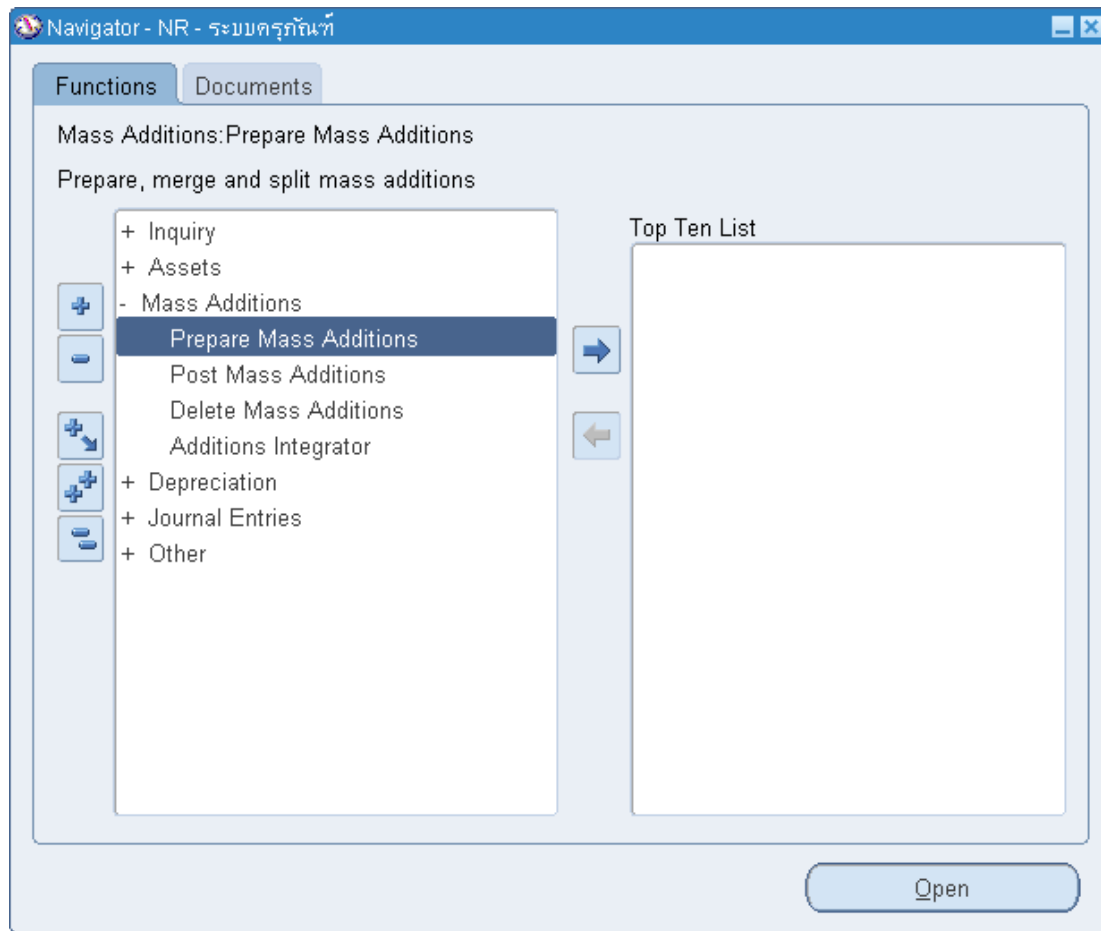 Navigator - NR - ระบบครุภัณฑ์
Functions
Documents
Mass Additions:Prepare Mass Additions
Prepare, merge and split mass additions
+ Inquiry
+ Assets
- Mass Additions
Prepare Mass Additions
Post Mass Additions
Delete Mass Additions
Additions Integrator
+ Depreciation
+ Journal Entries
+ Other
Top Ten List
Open